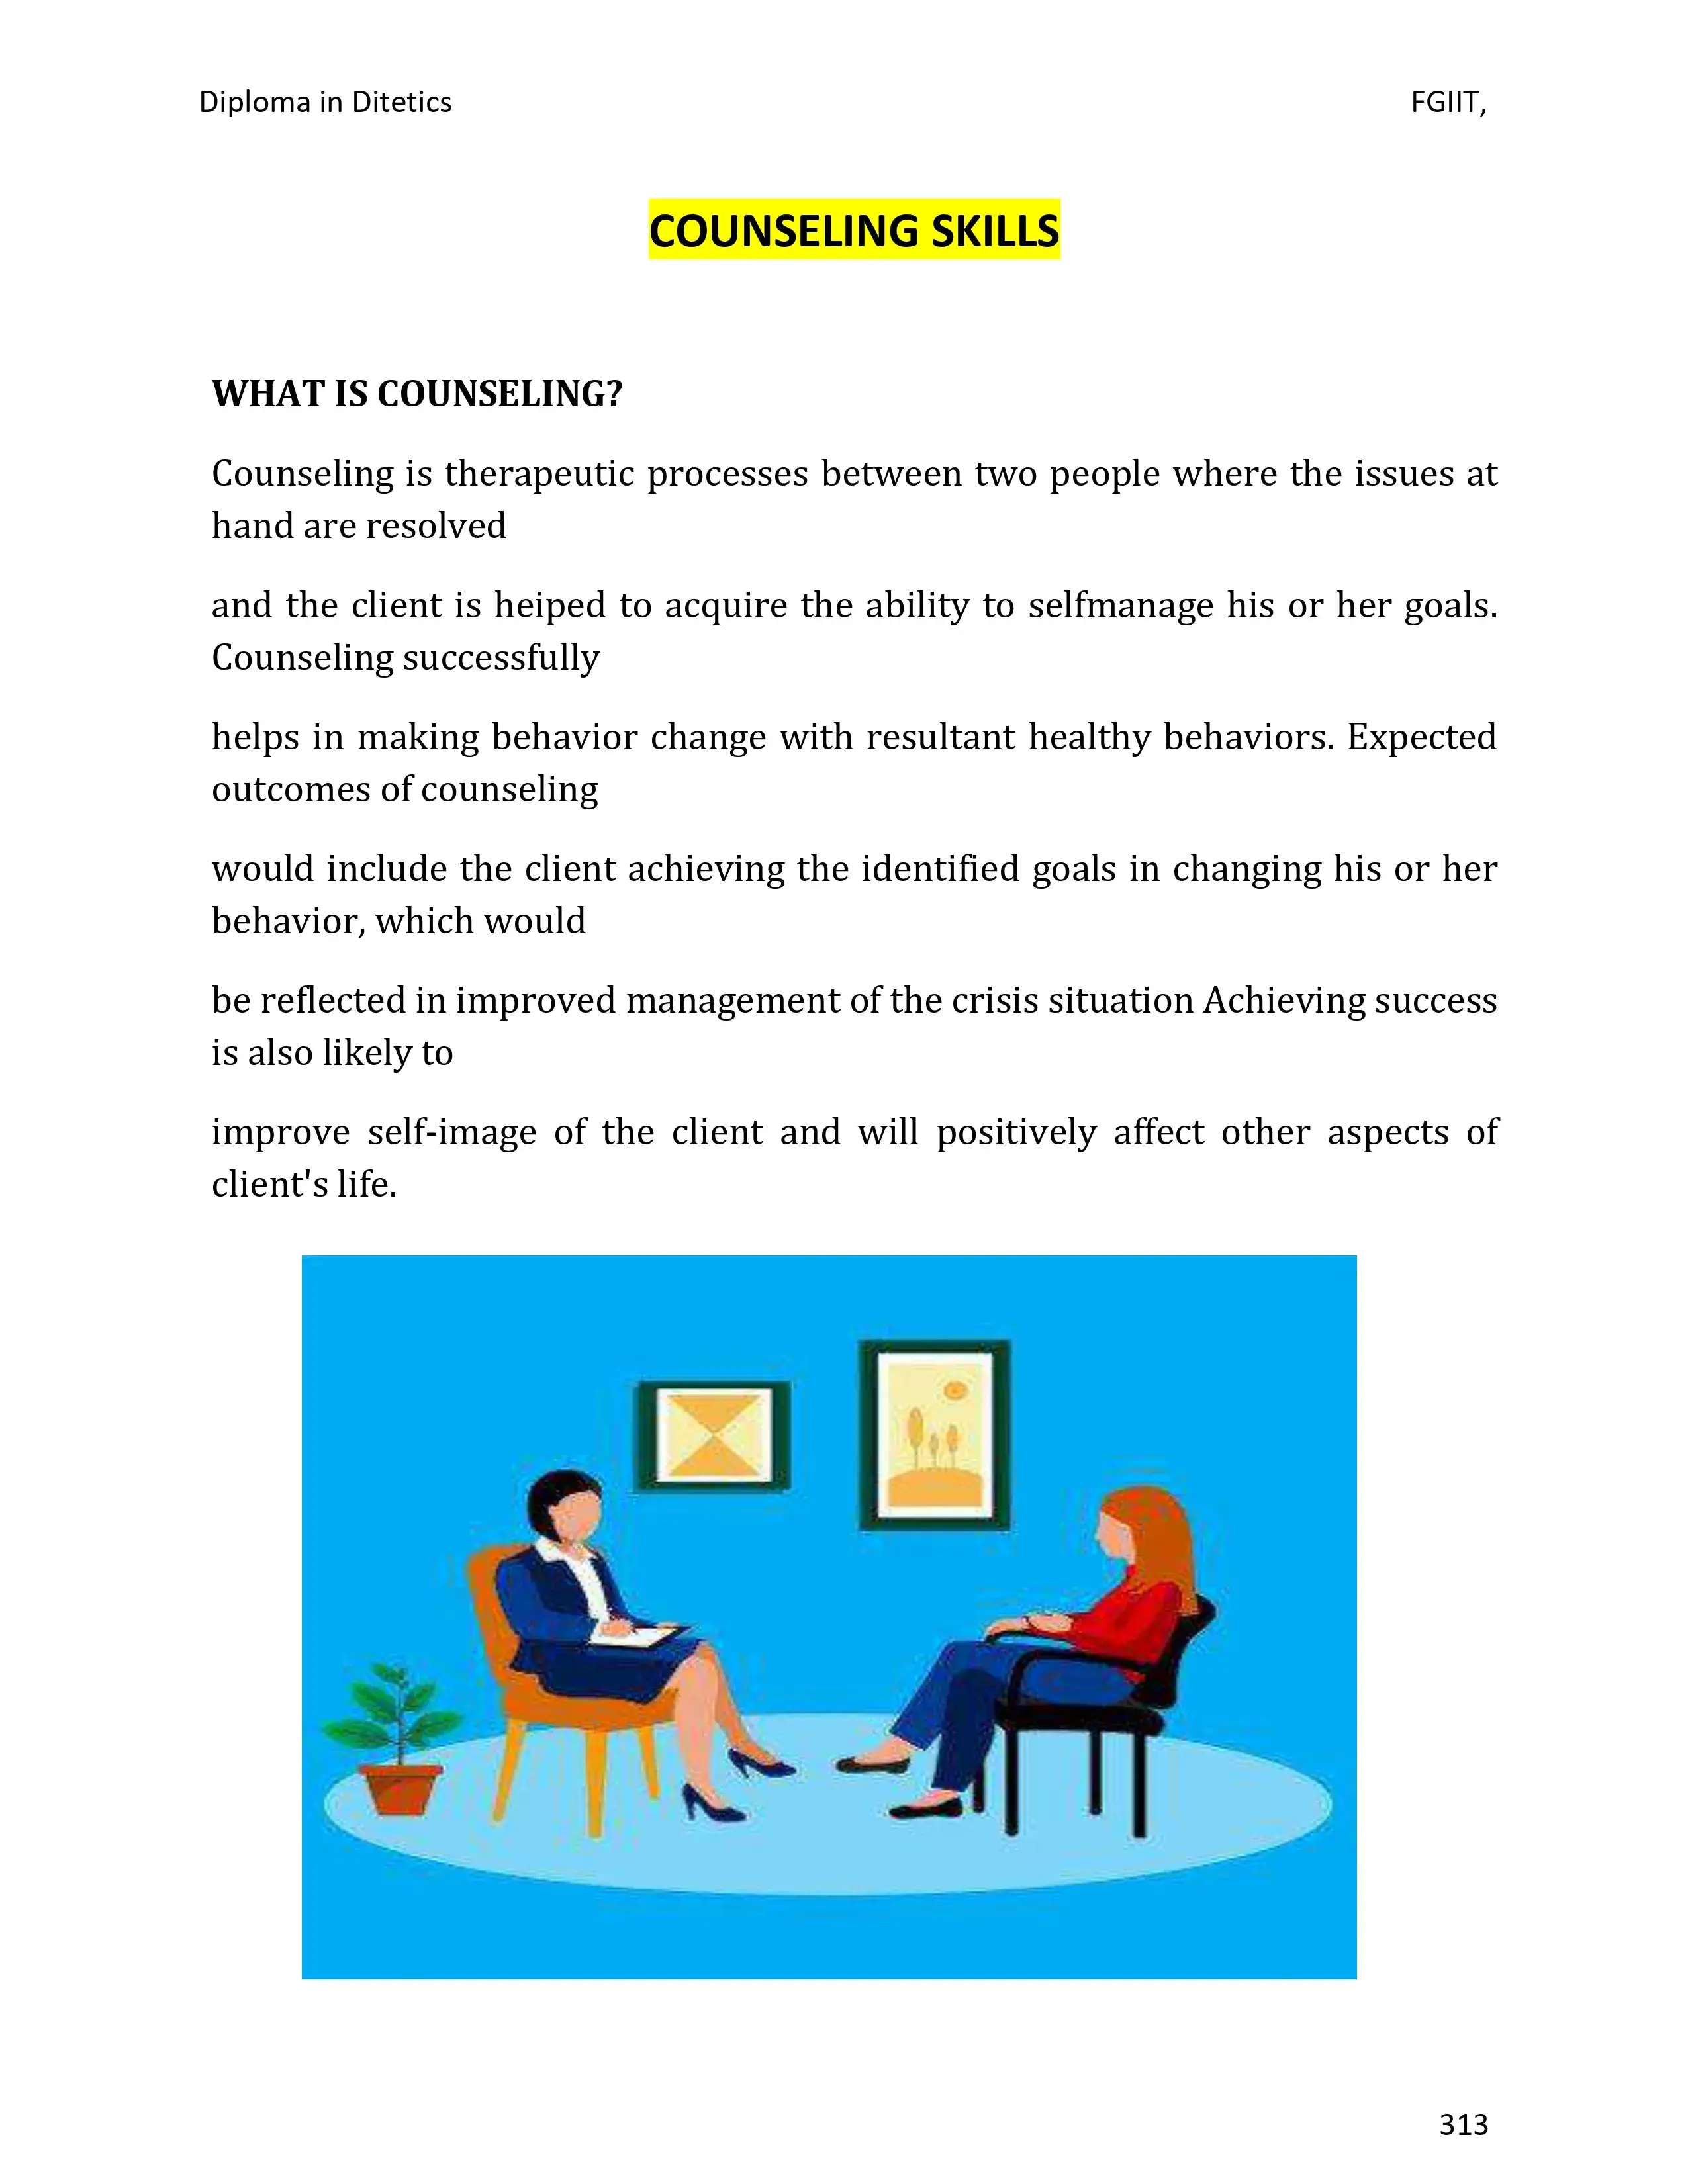 Diploma in Ditetics
FGIIT,
COUNSELING SKILLS
WHAT IS COUNSELING?
Counseling is therapeutic processes between two people where the issues at
hand are resolved
and the client is heiped to acquire the ability to selfmanage his or her goals.
Counseling successfully
helps in making behavior change with resultant healthy behaviors. Expected
outcomes of counseling
would include the client achieving the identified goals in changing his or her
behavior, which would
be reflected in improved management of the crisis situation Achieving success
is also likely to
improve self-image of the client and will positively affect other aspects of
client's life.
313